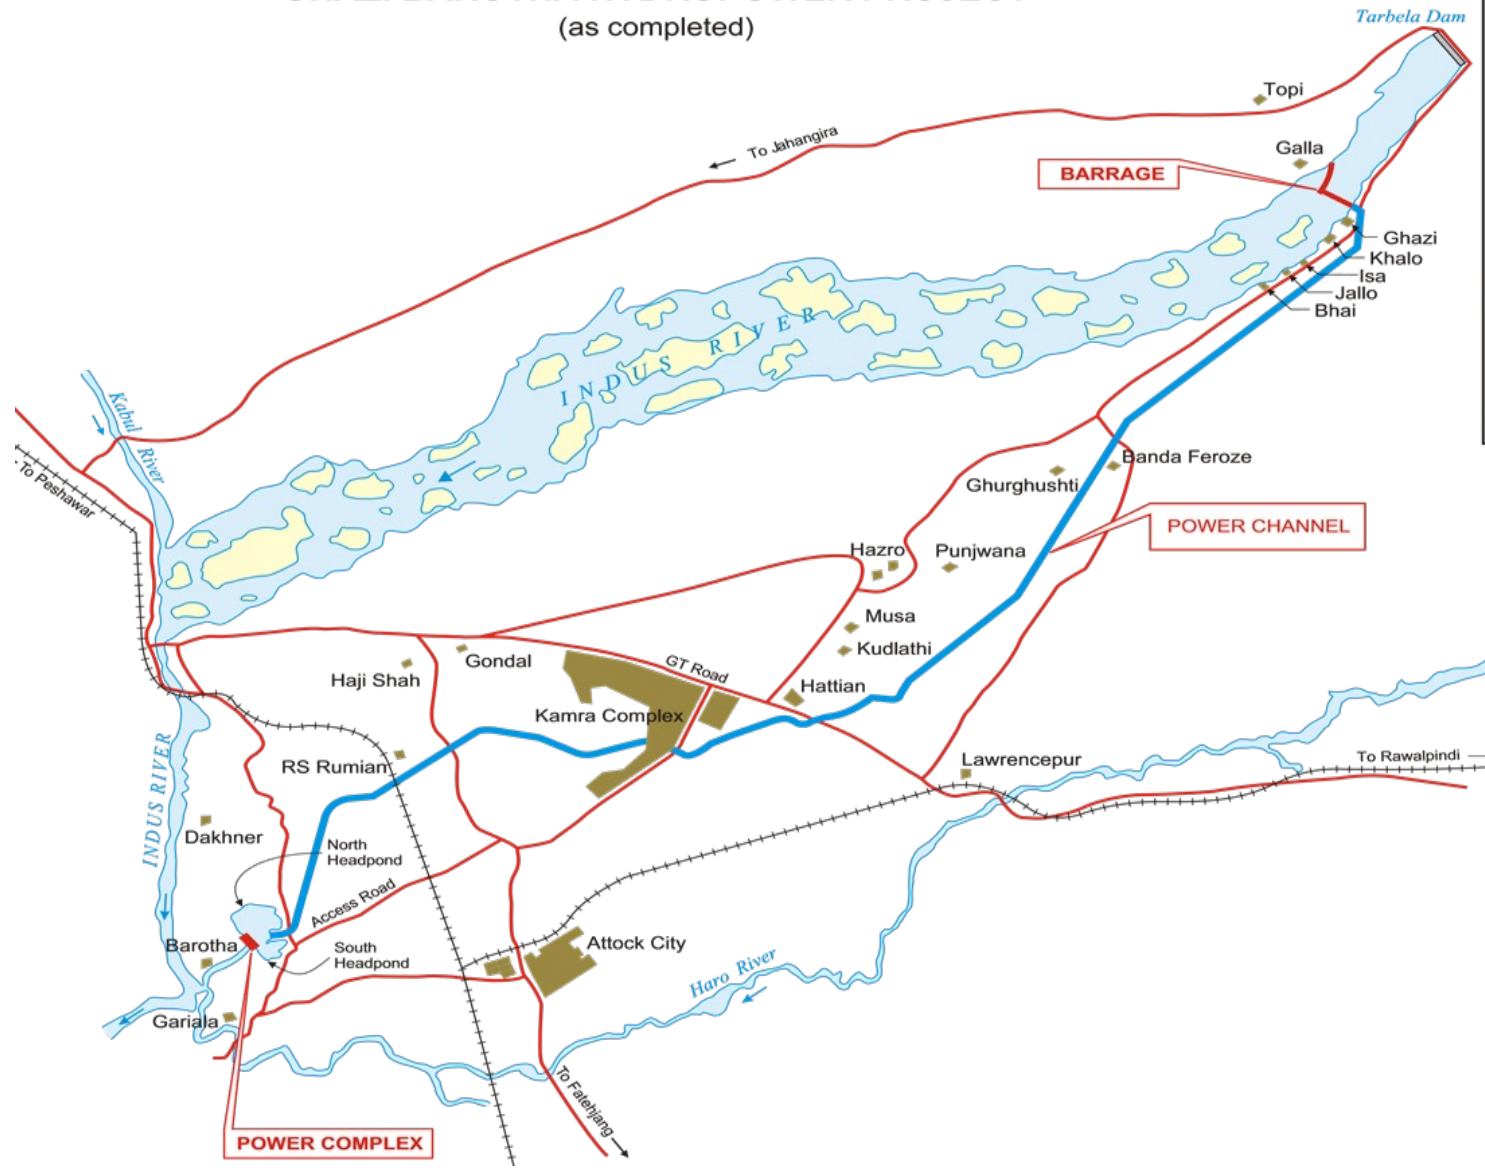 (as completed)
Tarbela Dam
Topi
To Jahangira
Galla
BARRAGE
Ghazi
Khalo
Isa
Jallo
Bhai
INDUS RIVER
Kabul River
To Peshawar
Banda Feroze
Ghurghushti
POWER CHANNEL
Hazro
Punjwana
Musa
Kudlathi
Gondal
GT Road
Haji Shah
Hattian
Kamra Complex
RS Rumian
Lawrencepur
To Rawalpindi
INDUS RIVER
Dakhner
North
Headpond
Access Road
Barotha
South
Headpond
Attock City
Haro River
Gariala
To Fatehjang
POWER COMPLEX